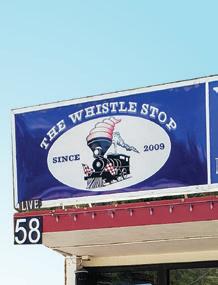 THE WHISTLE STOP
SINCE 2009
LIVE
58